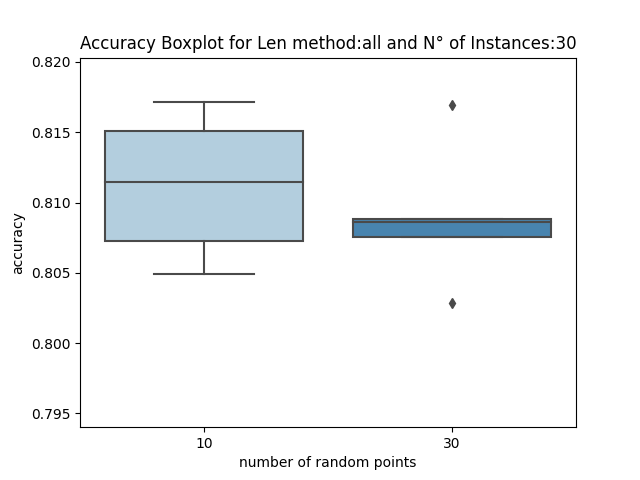 Accuracy Boxplot for Len method:all and N° of Instances:30
0.820
0.815
0.810
0.805
0.800
0.795
accuracy
10
30
number of random points